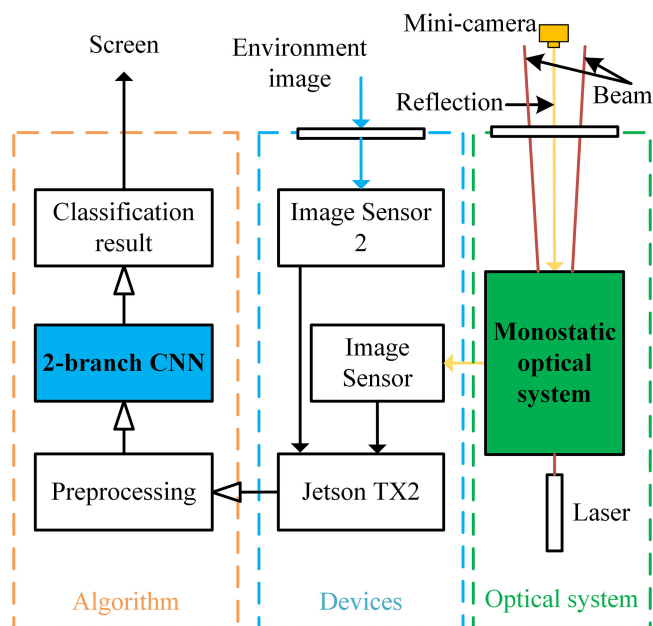 Screen
Environment
image
Mini-camera
Reflection
Beam
Classification
result
Image Sensor
2
2-branch CNN
Image
Sensor
Monostatic
optical
system
Preprocessing
Jetson TX2
Laser
Algorithm
Devices
Optical system